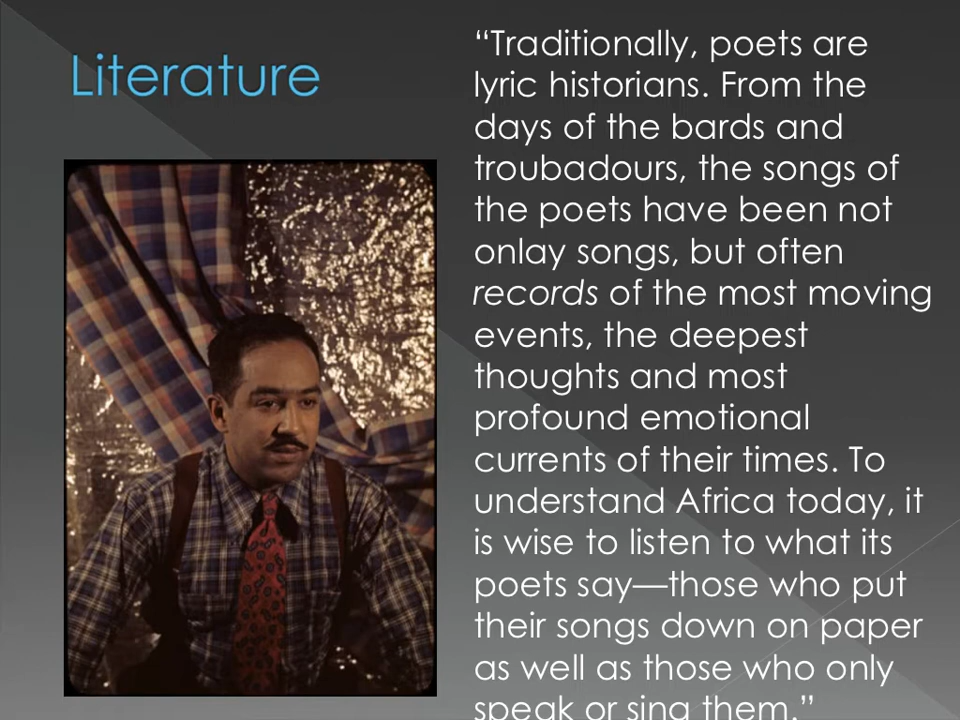 Literature
“Traditionally, poets are
lyric historians. From the
days of the bards and
troubadours, the songs of
the poets have been not
onlay songs, but often
records of the most moving
events, the deepest
thoughts and most
profound emotional
currents of their times. To
understand Africa today, it
is wise to listen to what its
poets say—those who put
their songs down on paper
as well as those who only
speak or sing them.”